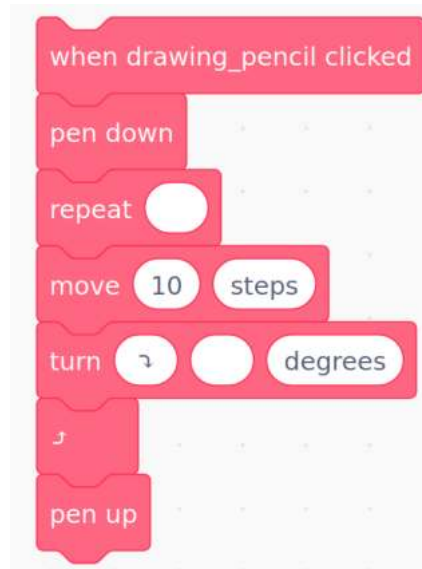 when drawing_pencil clicked
pen down
repeat
move 10 steps
turn ⤵ degrees
⤴
pen up